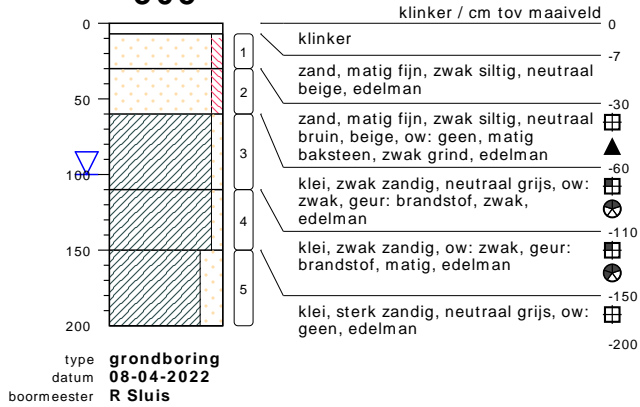 klinker / cm tov maaiveld
0
0
klinker
-7
1
zand, matig fijn, zwak siltig, neutraal
beige, edelman
-30
2
50
zand, matig fijn, zwak siltig, neutraal
bruin, beige, ow: geen, matig
baksteen, zwak grind, edelman
-60
3
100
klei, zwak zandig, neutraal grijs, ow:
zwak, geur: brandstof, zwak,
edelman
-110
4
150
klei, zwak zandig, ow: zwak, geur:
brandstof, matig, edelman
-150
5
klei, sterk zandig, neutraal grijs, ow:
geen, edelman
200
-200
type grondboring
datum 08-04-2022
boormeester R Sluis